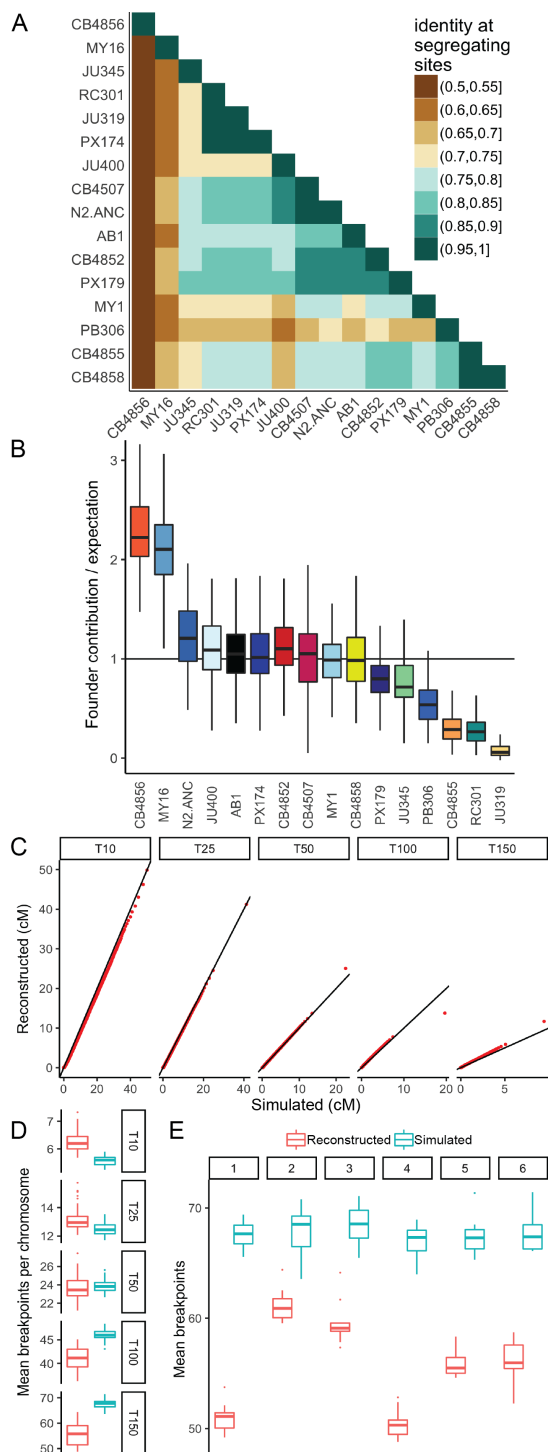 A
CB4856
MY16
JU345
RC301
JU319
PX174
JU400
CB4507
N2.ANC
AB1
CB4852
PX179
MY1
PB306
CB4855
CB4858
identity at
segregating
sites
(0.5,0.55]
(0.6,0.65]
(0.65,0.7]
(0.7,0.75]
(0.75,0.8]
(0.8,0.85]
(0.85,0.9]
(0.95,1]
CB4856 MY16 JU345 RC301 JU319 PX174 JU400 CB4507 N2.ANC AB1 CB4852 PX179 MY1 PB306 CB4855 CB4858
B
Founder contribution / expectation
3
2
1
0
CB4856 MY16 N2.ANC JU400 AB1 PX174 CB4852 CB4507 MY1 CB4858 PX179 JU345 PB306 CB4855 RC301 JU319
C
T10 T25 T50 T100 T150
Reconstructed (cM)
50
40
30
20
10
0
0 20 40 0 20 40 0 10 20 0 10 20 0 5
Simulated (cM)
D
Mean breakpoints per chromosome
7
6
T10
14
12
T25
26
24
22
T50
45
40
T100
70
60
50
T150
E
Reconstructed Simulated
1 2 3 4 5 6
Mean breakpoints
70
60
50